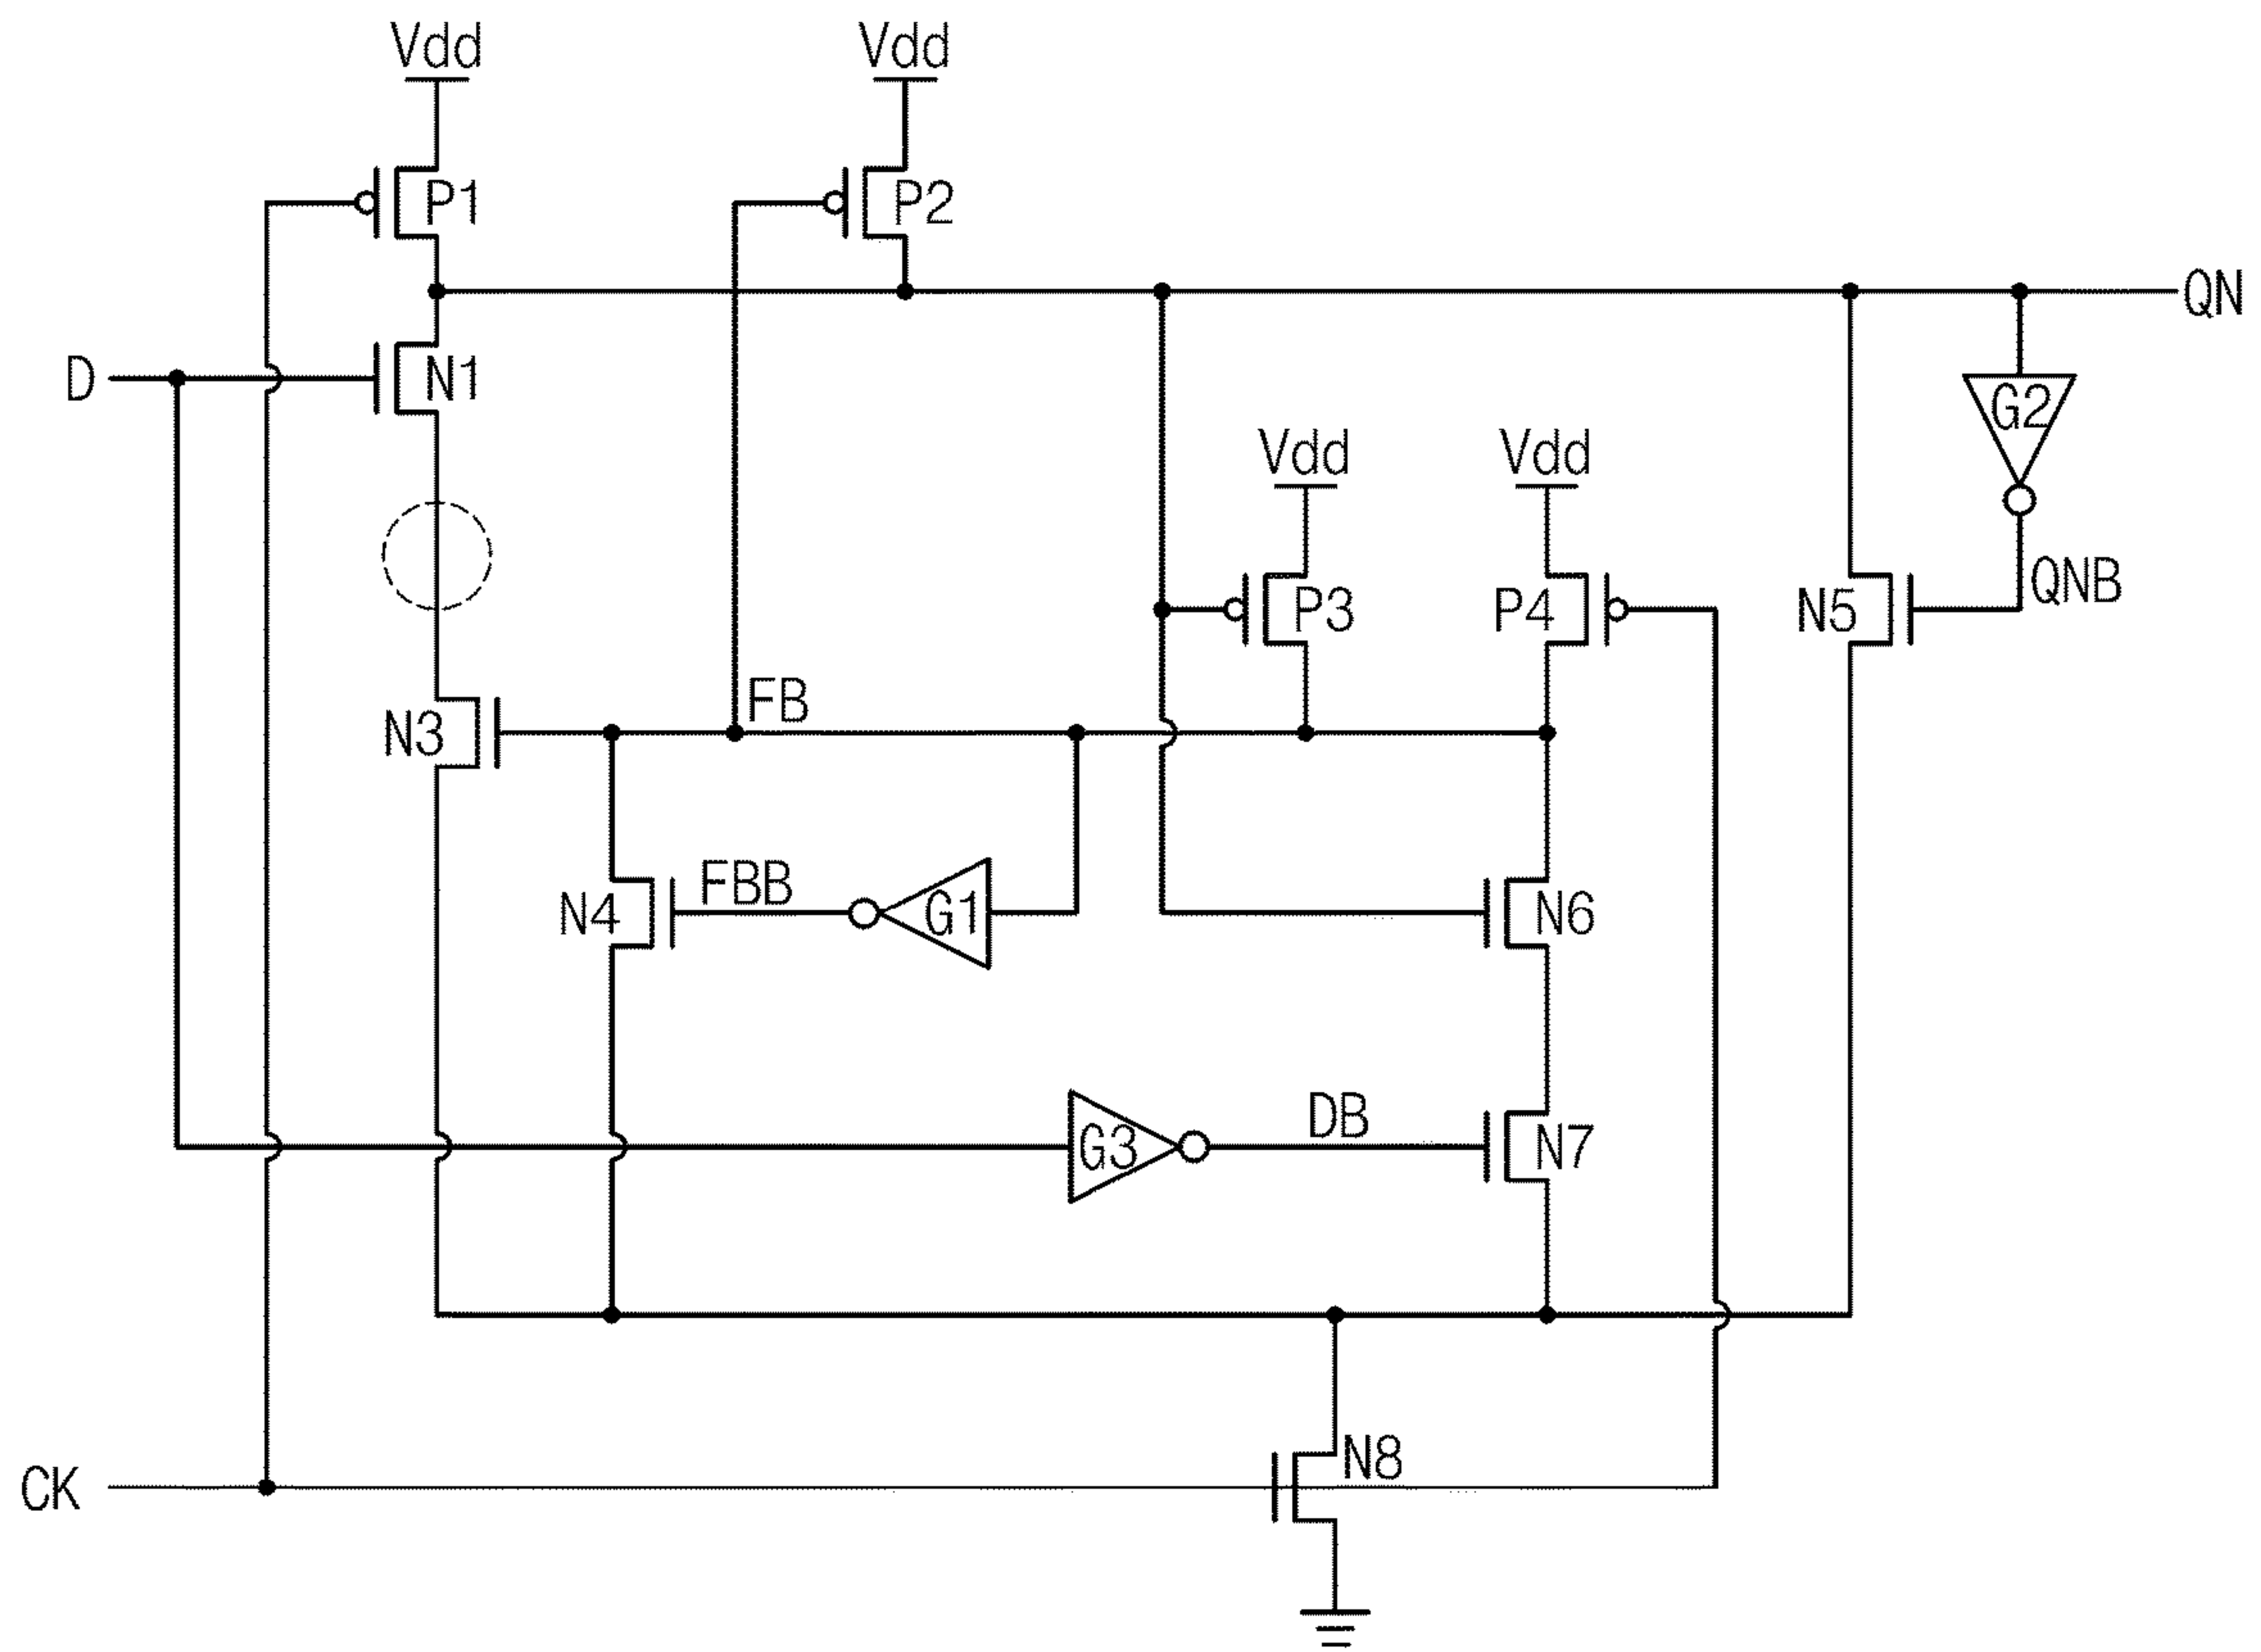 Vdd Vdd
P1 P2
QN
D N1 G2
Vdd Vdd
QNB
P3 P4 N5
FB
N3
FBB
N4 G1 N6
DB
G3 N7
N8
CK